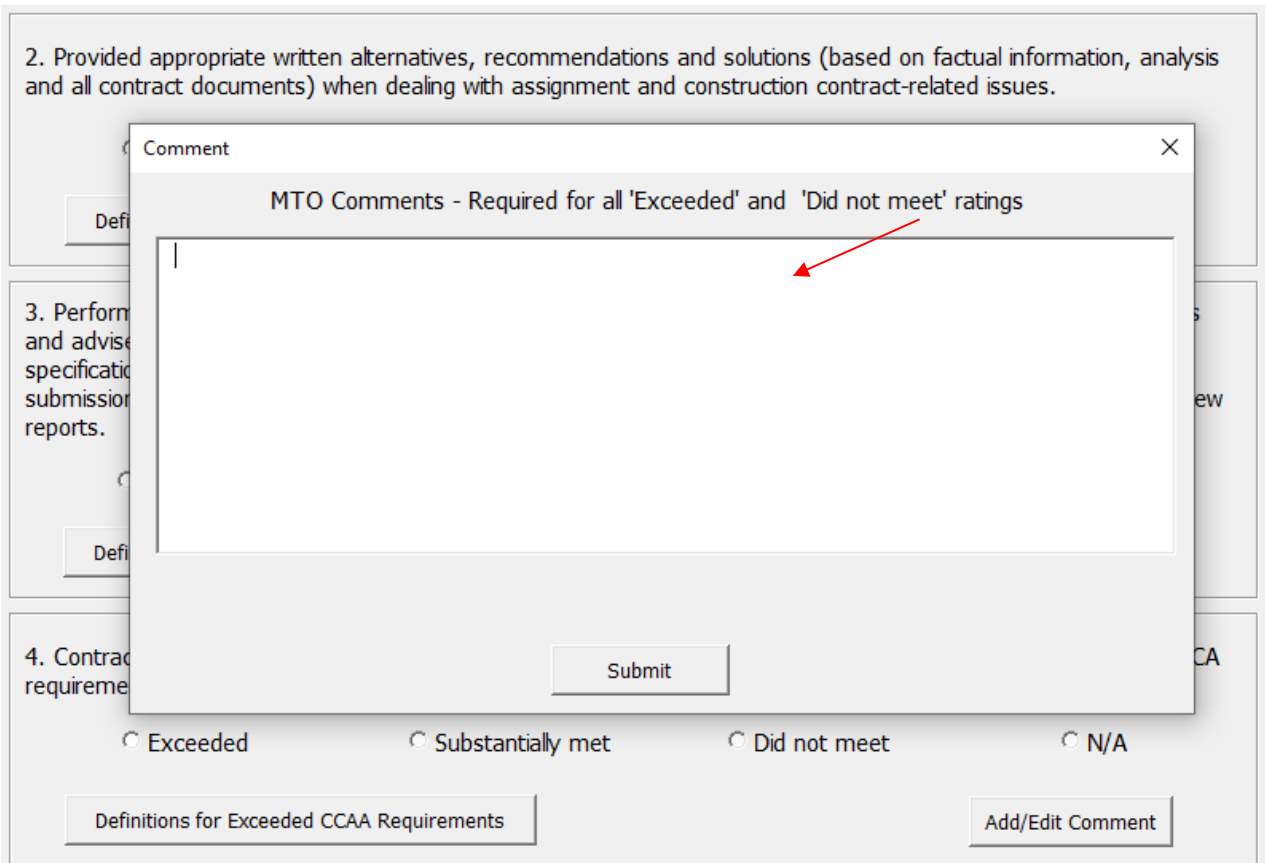 2. Provided appropriate written alternatives, recommendations and solutions (based on factual information, analysis
and all contract documents) when dealing with assignment and construction contract-related issues.
Comment
MTO Comments - Required for all 'Exceeded' and  'Did not meet' ratings
Defi
3. Perform
and advise
specificatio
submission
ew
reports.
Defi
4. Contrac
CA
requireme
Submit
Exceeded
Substantially met
Did not meet
N/A
Definitions for Exceeded CCAA Requirements
Add/Edit Comment